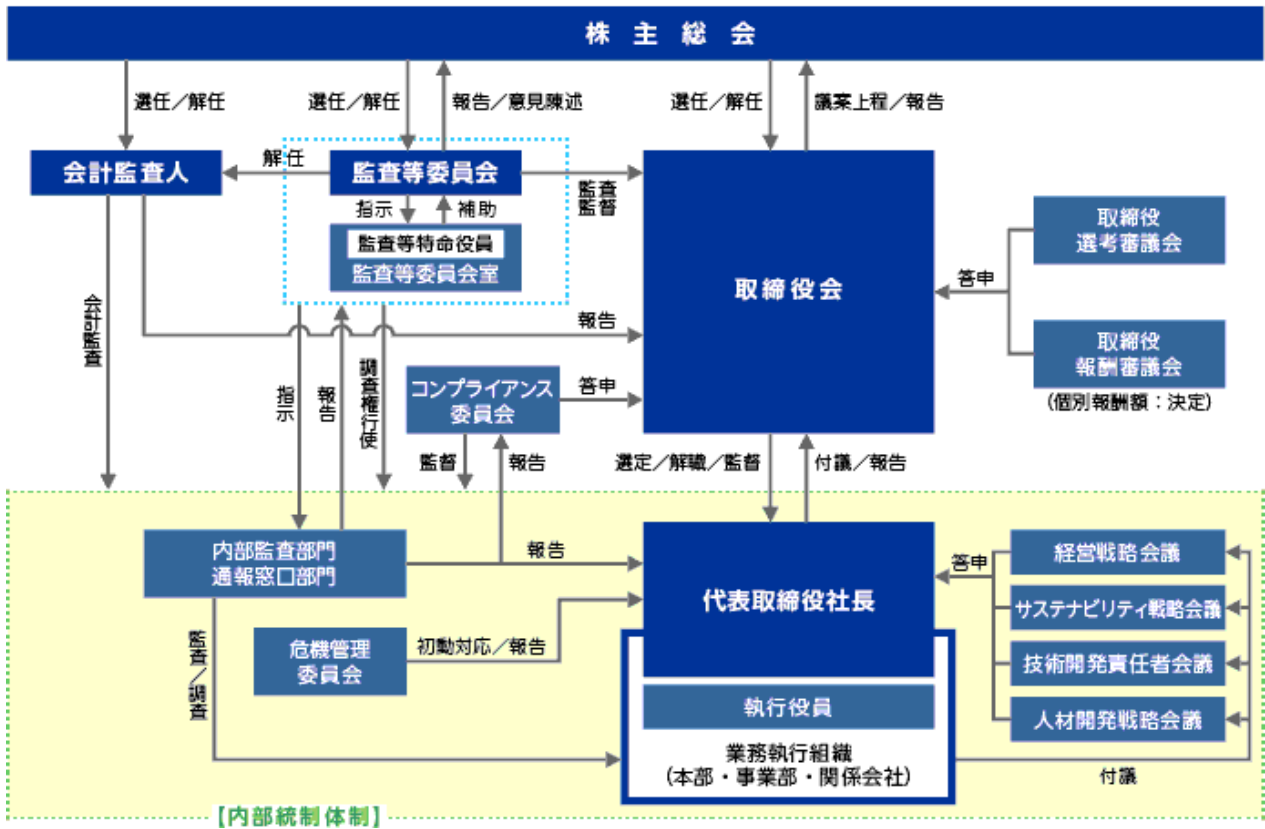 株主総会
選任／解任
選任／解任
報告／意見陳述
選任／解任
議案上程／報告
会計監査人
解任
監査等委員会
監査
監督
指示
補助
監査等特命役員
監査等委員会室
取締役会
取締役
選考審議会
答申
取締役
報酬審議会
(個別報酬額：決定)
会計監査
報告
指示
報告
調査権行使
コンプライアンス
委員会
答申
監督
報告
選定／解職／監督
付議／報告
内部監査部門
通報窓口部門
報告
代表取締役社長
答申
経営戦略会議
サステナビリティ戦略会議
技術開発責任者会議
人材開発戦略会議
危機管理
委員会
初動対応／報告
監査／調査
執行役員
業務執行組織
(本部・事業部・関係会社)
付議
【内部統制体制】